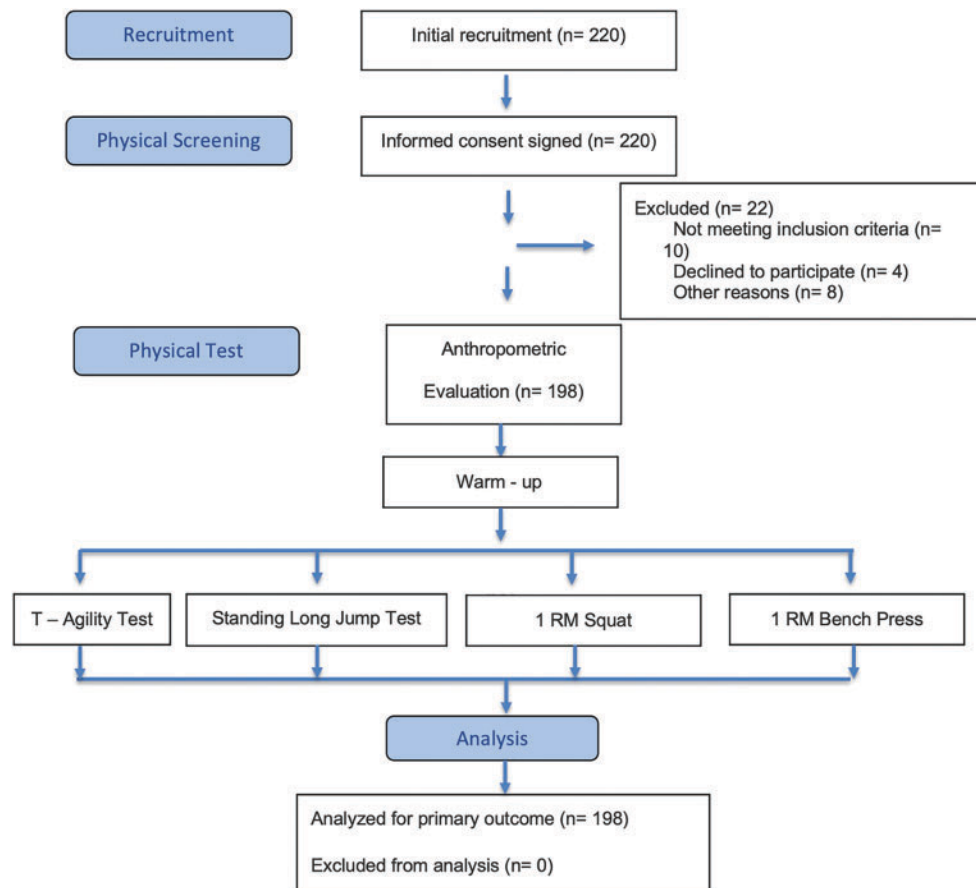 Recruitment
Initial recruitment (n= 220)
Physical Screening
Informed consent signed (n= 220)
Excluded (n= 22)
Not meeting inclusion criteria (n=
10)
Declined to participate (n= 4)
Other reasons (n= 8)
Physical Test
Anthropometric
Evaluation (n= 198)
Warm - up
T – Agility Test
Standing Long Jump Test
1 RM Squat
1 RM Bench Press
Analysis
Analyzed for primary outcome (n= 198)
Excluded from analysis (n= 0)